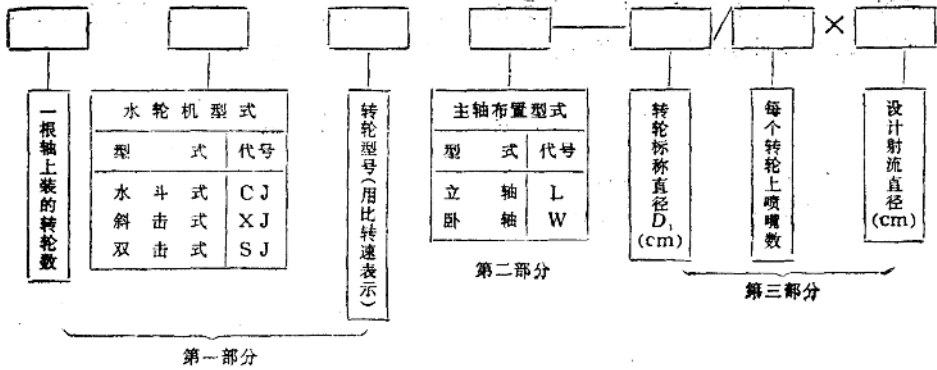 — / ×
一根轴上装的转轮数
水轮机型式
型式 代号
水斗式 CJ
斜击式 XJ
双击式 SJ
转轮型号(用比转速表示)
第一部分
主轴布置型式
型式 代号
立轴 L
卧轴 W
第二部分
转轮标称直径D₁(cm)
每个转轮上喷嘴数
设计射流直径(cm)
第三部分